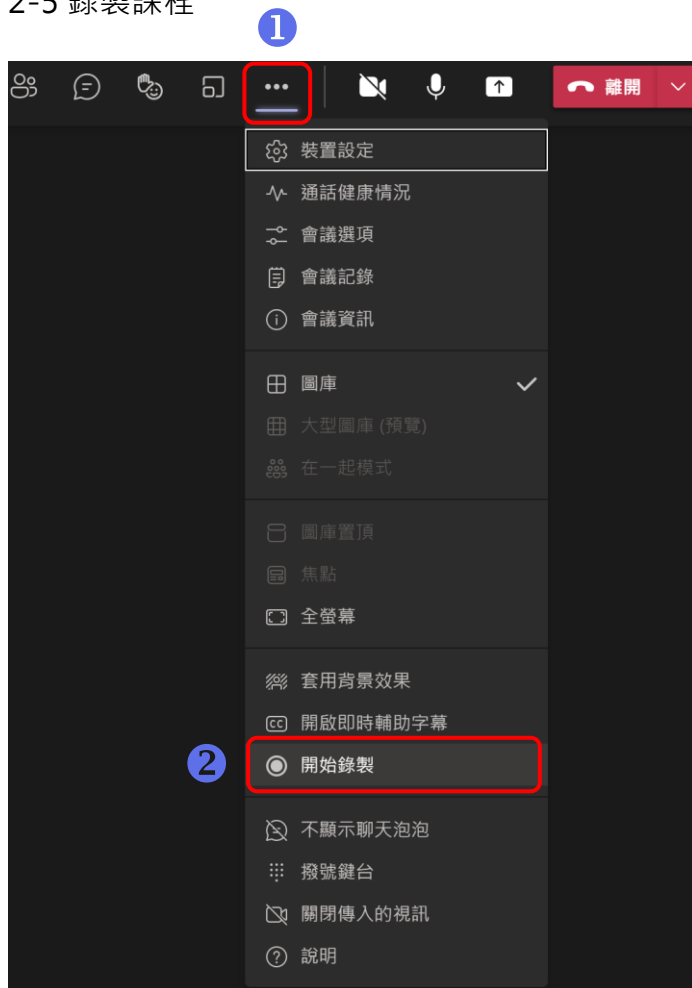 2-5 錄裝課程
1
離開
裝置設定
通話健康情況
會議選項
會議記錄
會議資訊
圖庫
大型圖庫 (預覽)
在一起模式
圖庫置頂
焦點
全螢幕
套用背景效果
CC 開啟即時輔助字幕
2 開始錄製
不顯示聊天泡泡
撥號鍵台
關閉傳入的視訊
說明